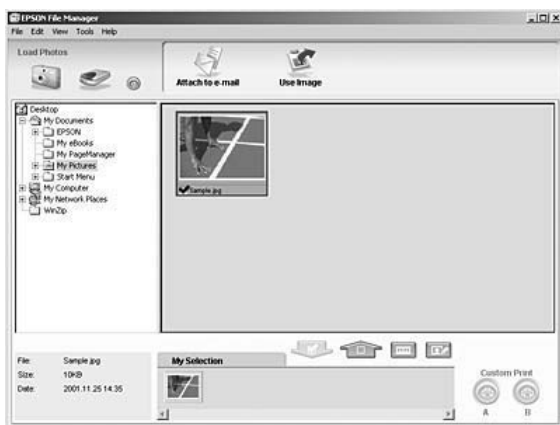 EPSON File Manager
File Edit View Tools Help
Load Photos
Attach to e-mail
Use Image
Desktop
My Documents
EPSON
My eBooks
My PageManager
My Pictures
Start Menu
My Computer
My Network Places
WinZip
Sample.jpg
File: Sample.jpg
Size: 10KB
Date: 2001.11.25 14:35
My Selection
Custom Print
A B